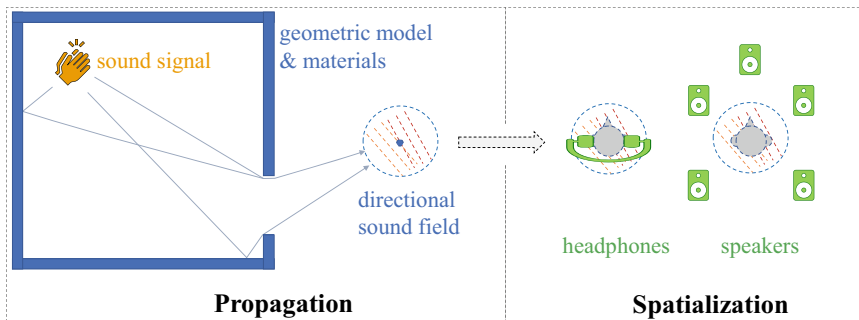 sound signal
geometric model
& materials
directional
sound field
Propagation
headphones
speakers
Spatialization